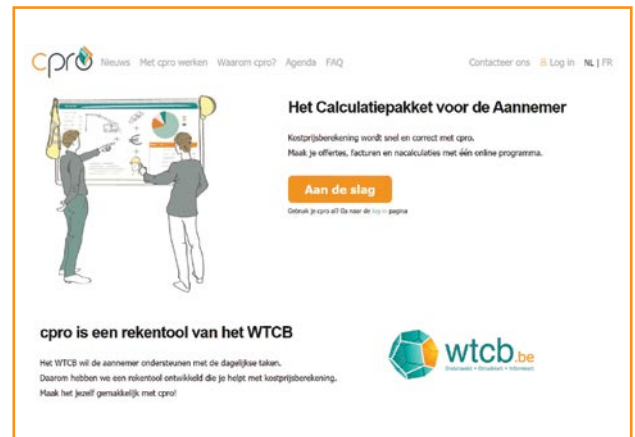 cpro Nieuws Met cpro werken Waarom cpro? Agenda FAQ Contacteer ons Log in NL | FR
Het Calculatiepakket voor de Aannemer
Kostprijsberekening wordt snel en correct met cpro.
Maak je offertes, facturen en nacalculaties met één online programma.
Aan de slag
Gebruik je cpro al? Ga naar de log in pagina
cpro is een rekentool van het WTCB
Het WTCB wil de aannemer ondersteunen met de dagelijkse taken.
Daarom hebben we een rekentool ontwikkeld die je helpt met kostprijsberekening.
Maak het jezelf gemakkelijk met cpro!
wtcb.be
Onderzoekt • Ontwikkelt • Informeert